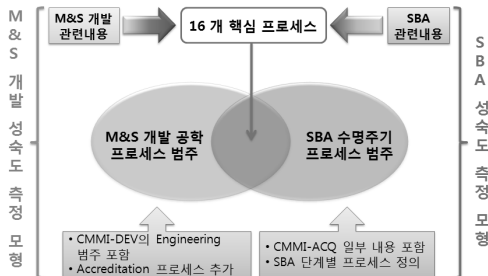 M&S 개발 성숙도 측정 모형
M&S 개발
관련내용
16 개 핵심 프로세스
SBA
관련내용
SBA 성숙도 측정 모형
M&S 개발 공학
프로세스 범주
SBA 수명주기
프로세스 범주
• CMMI-DEV의 Engineering
범주 포함
• Accreditation 프로세스 추가
• CMMI-ACQ 일부 내용 포함
• SBA 단계별 프로세스 정의